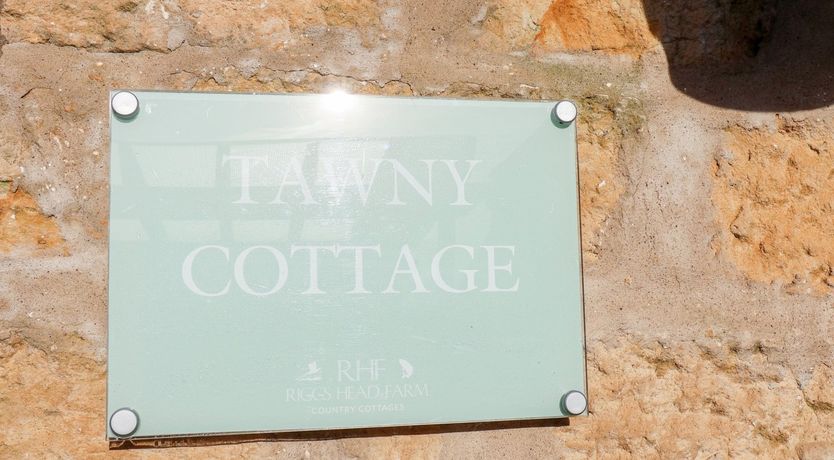 TAWNY
COTTAGE
RHF
RIGGS HEAD FARM
COUNTRY COTTAGES